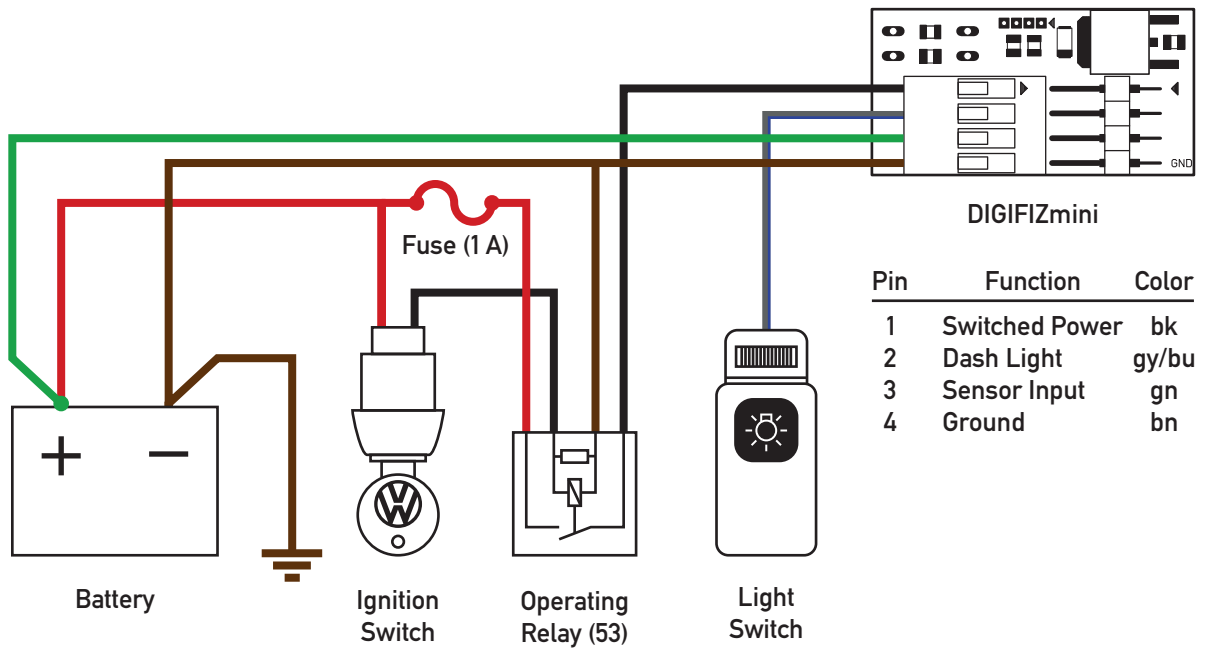 GND
DIGIFIZmini
Fuse (1 A)
Pin Function Color
1 Switched Power bk
2 Dash Light gy/bu
3 Sensor Input gn
4 Ground bn
+ −
VW
Battery
Ignition
Switch
Operating
Relay (53)
Light
Switch